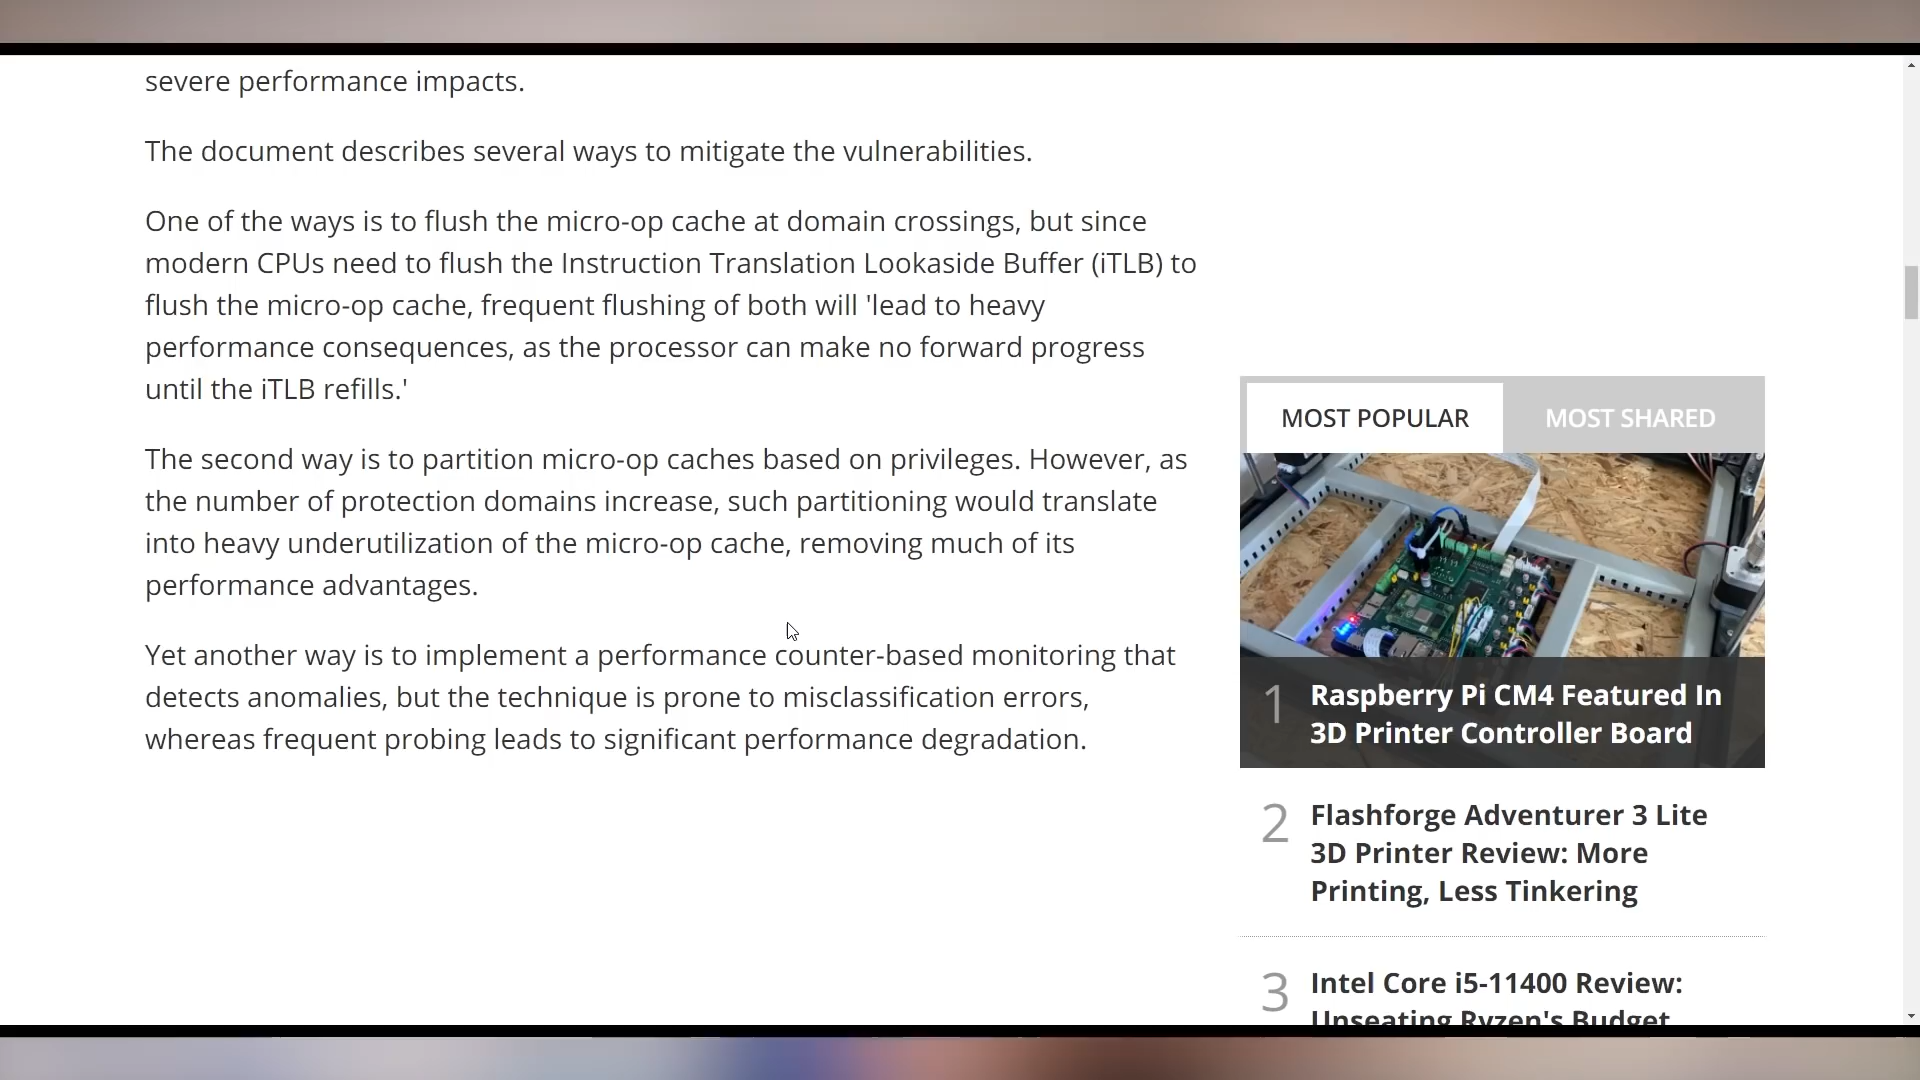 severe performance impacts.
The document describes several ways to mitigate the vulnerabilities.
One of the ways is to flush the micro-op cache at domain crossings, but since
modern CPUs need to flush the Instruction Translation Lookaside Buffer (iTLB) to
flush the micro-op cache, frequent flushing of both will 'lead to heavy
performance consequences, as the processor can make no forward progress
until the iTLB refills.'
The second way is to partition micro-op caches based on privileges. However, as
the number of protection domains increase, such partitioning would translate
into heavy underutilization of the micro-op cache, removing much of its
performance advantages.
Yet another way is to implement a performance counter-based monitoring that
detects anomalies, but the technique is prone to misclassification errors,
whereas frequent probing leads to significant performance degradation.
MOST POPULAR
MOST SHARED
1
Raspberry Pi CM4 Featured In
3D Printer Controller Board
2
Flashforge Adventurer 3 Lite
3D Printer Review: More
Printing, Less Tinkering
3
Intel Core i5-11400 Review:
Unseating Ryzen's Budget